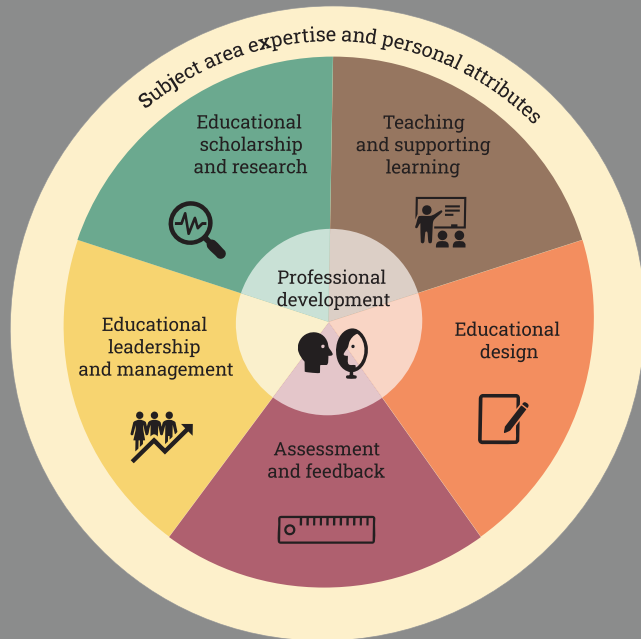 Subject area expertise and personal attributes
Educational
scholarship
and research
Teaching
and supporting
learning
Professional
development
Educational
leadership
and management
Educational
design
Assessment
and feedback